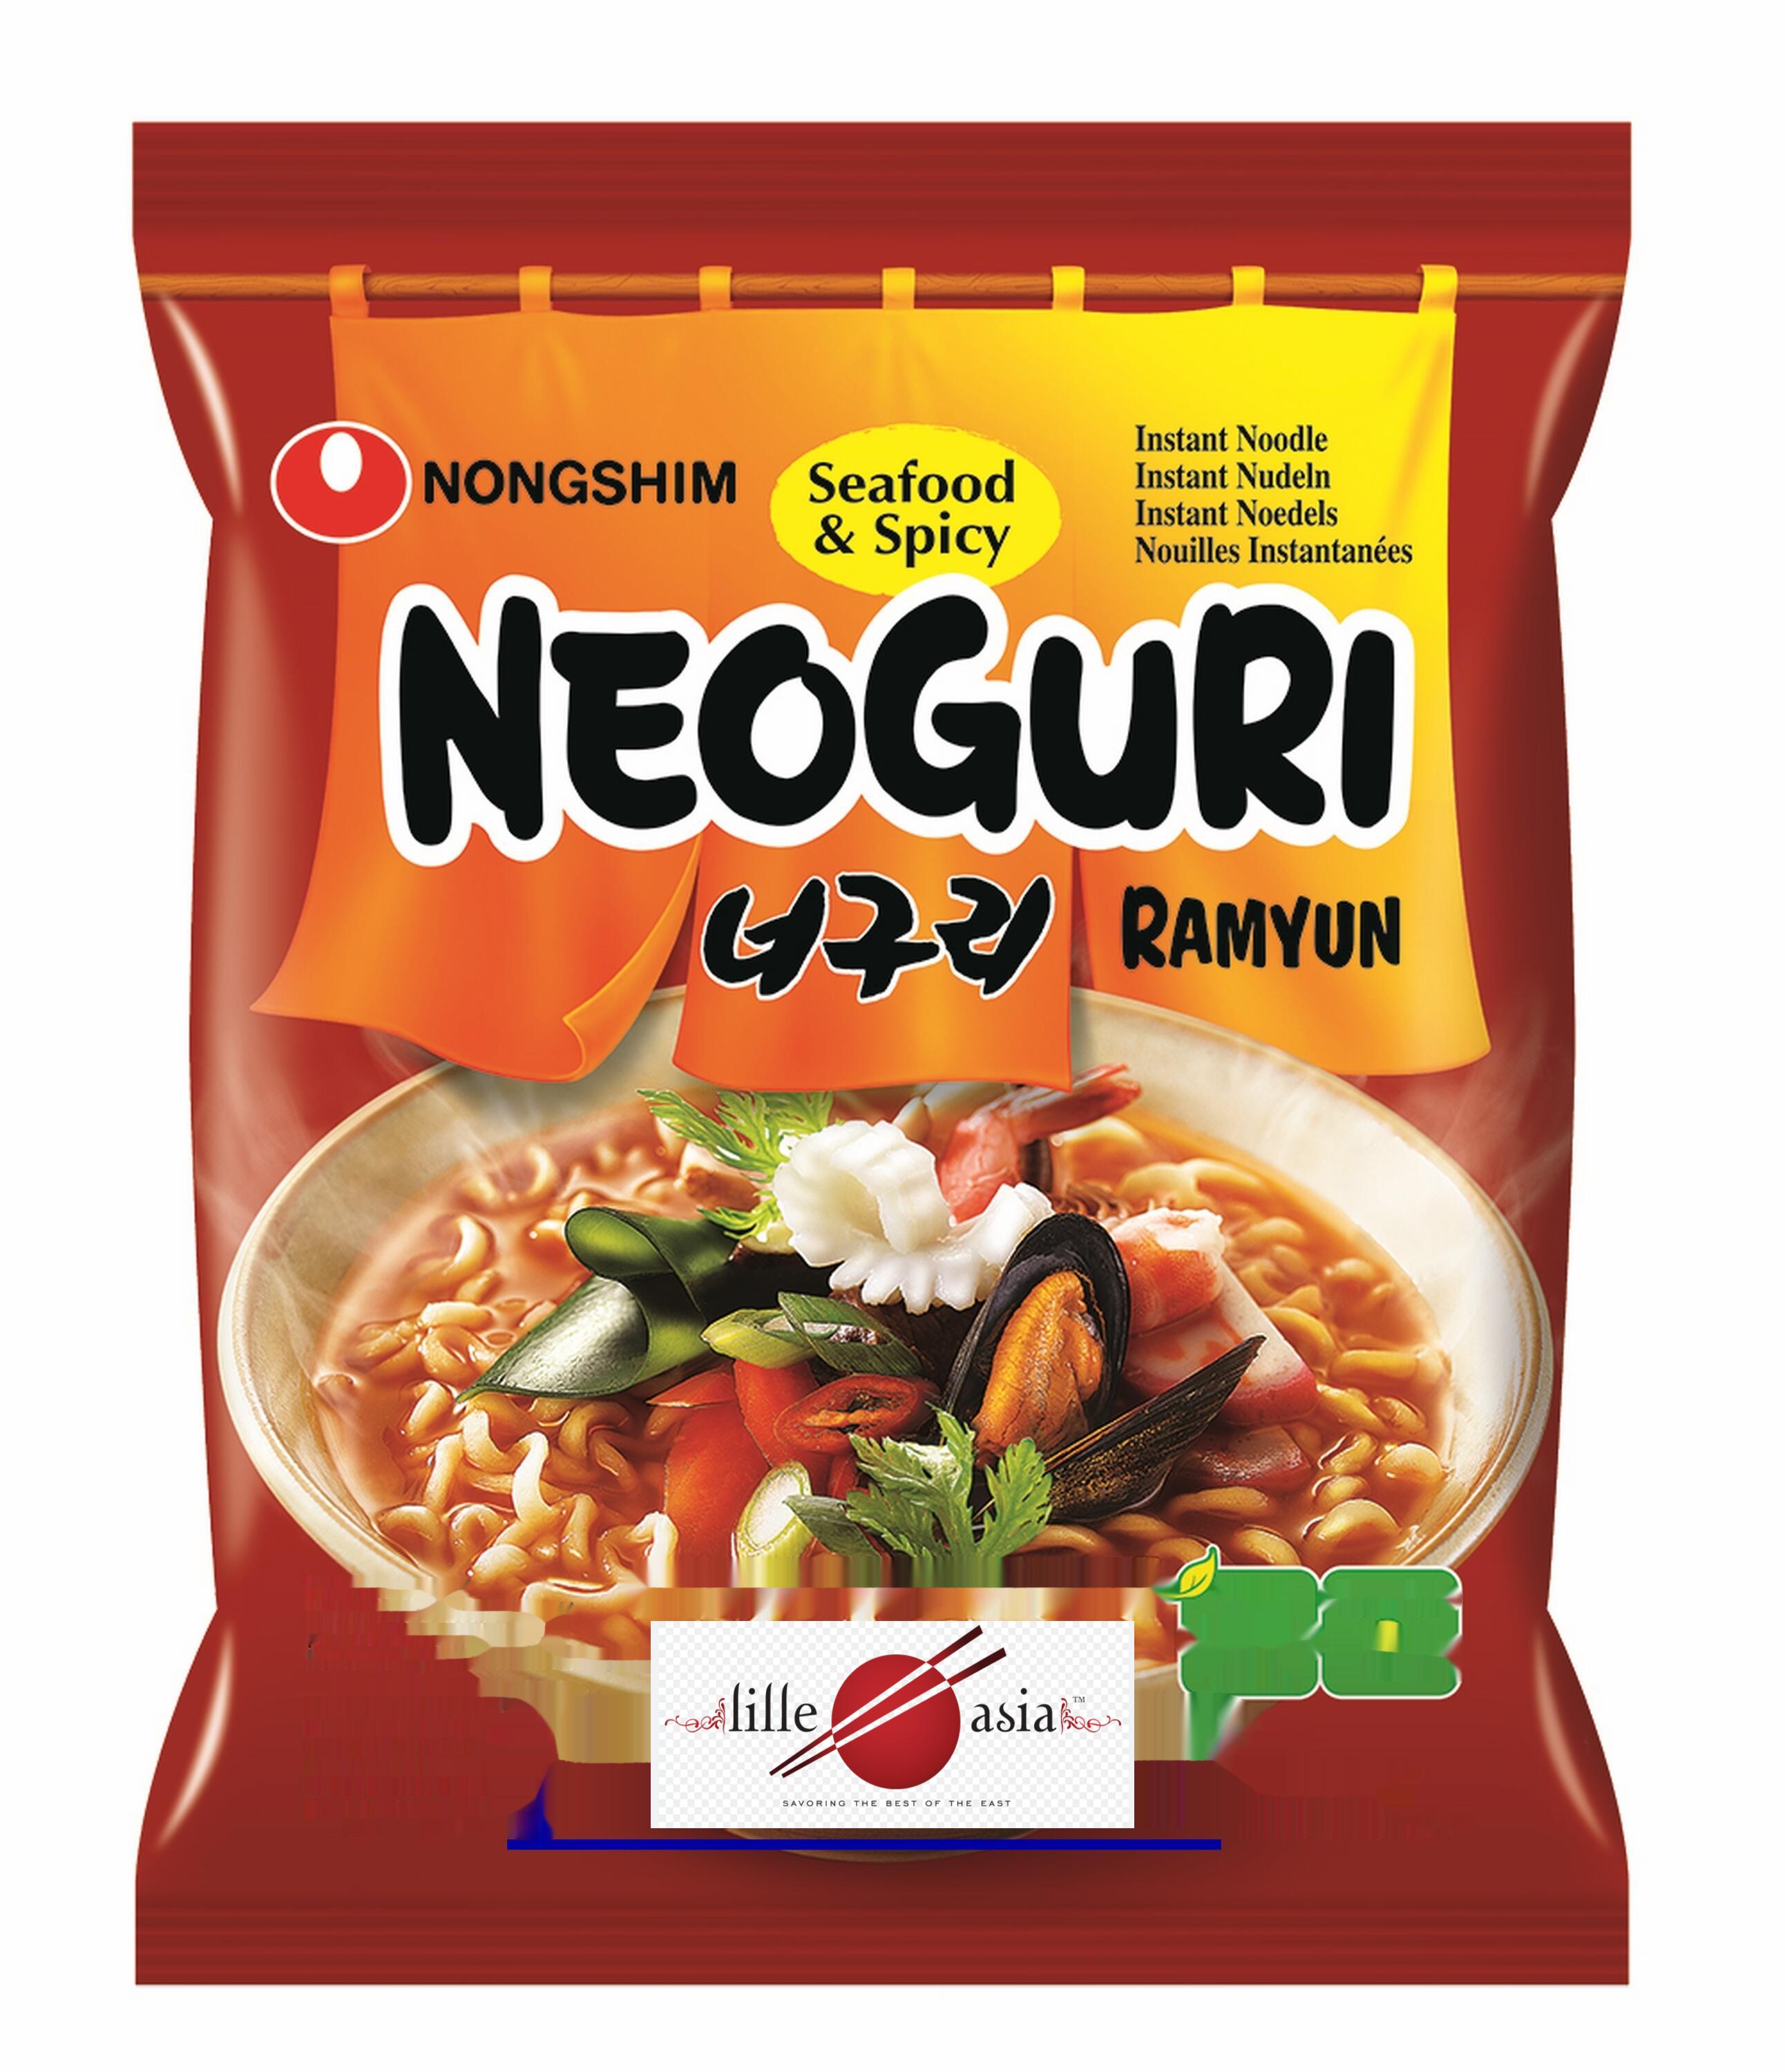 NONGSHIM
Seafood
& Spicy
Instant Noodle
Instant Nudeln
Instant Noedels
Nouilles Instantanées
NEOGURI
너구리
RAMYUN
lille asia ™
SAVORING THE BEST OF THE EAST